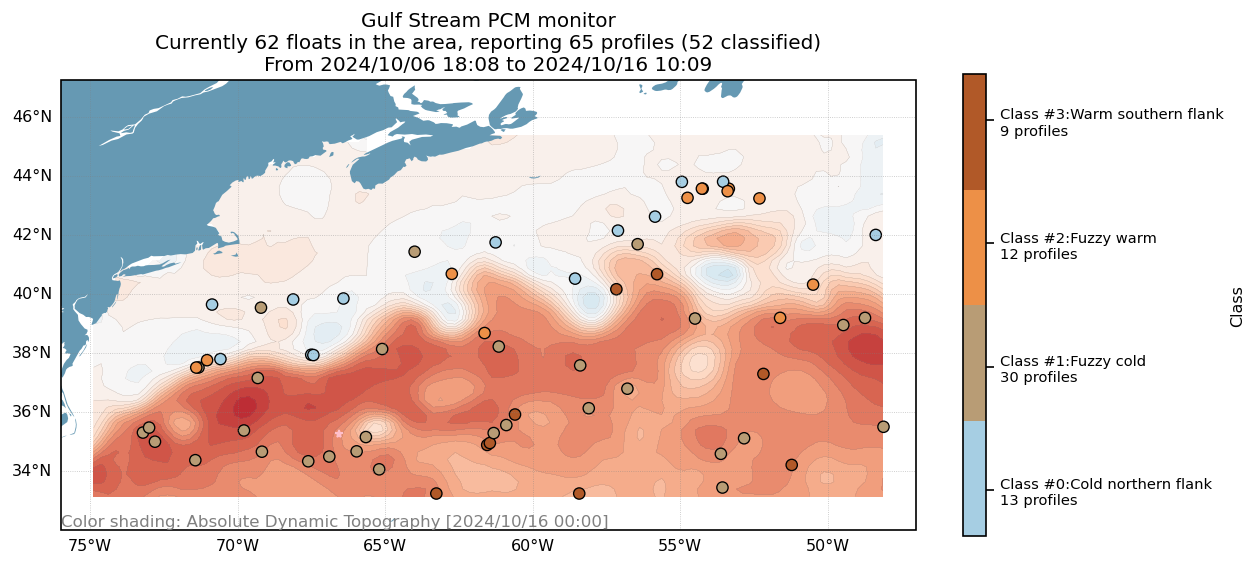 Gulf Stream PCM monitor
Currently 62 floats in the area, reporting 65 profiles (52 classified)
From 2024/10/06 18:08 to 2024/10/16 10:09
46°N
44°N
42°N
40°N
38°N
36°N
34°N
Color shading: Absolute Dynamic Topography [2024/10/16 00:00]
75°W
70°W
65°W
60°W
55°W
50°W
Class #3:Warm southern flank
9 profiles
Class #2:Fuzzy warm
12 profiles
Class #1:Fuzzy cold
30 profiles
Class #0:Cold northern flank
13 profiles
Class